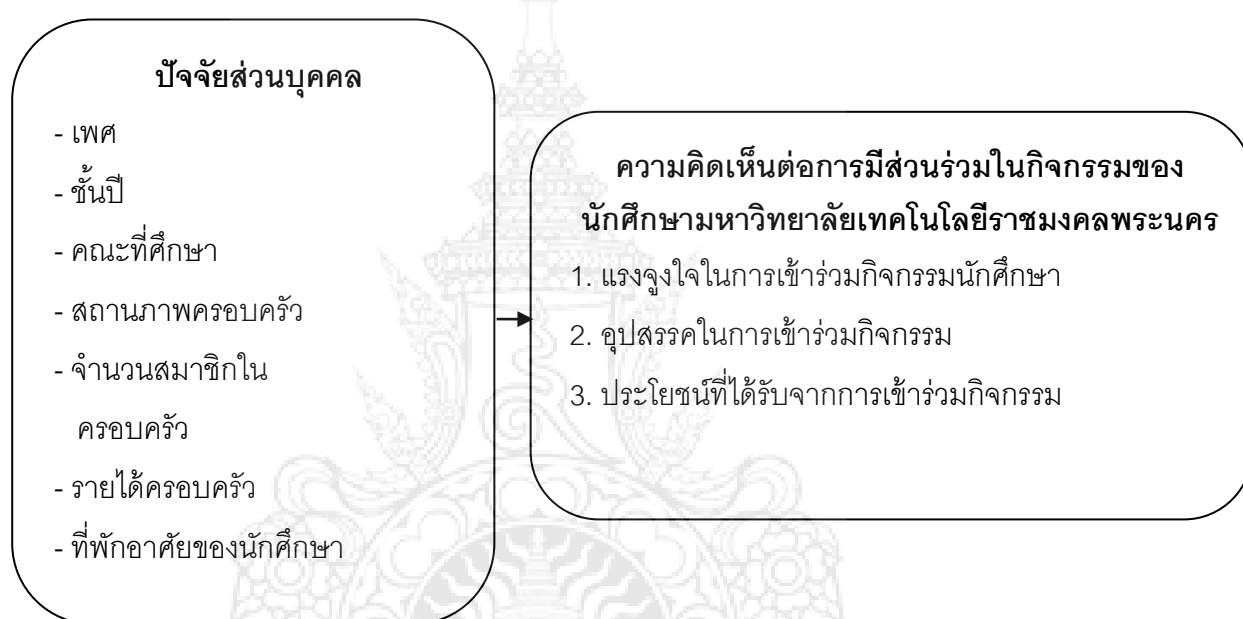 ปัจจัยส่วนบุคคล
- เพศ
- ชั้นปี
- คณะที่ศึกษา
- สถานภาพครอบครัว
- จำนวนสมาชิกใน
ครอบครัว
- รายได้ครอบครัว
- ที่พักอาศัยของนักศึกษา
ความคิดเห็นต่อการมีส่วนร่วมในกิจกรรมของ
นักศึกษามหาวิทยาลัยเทคโนโลยีราชมงคลพระนคร
1. แรงจูงใจในการเข้าร่วมกิจกรรมนักศึกษา
2. อุปสรรคในการเข้าร่วมกิจกรรม
3. ประโยชน์ที่ได้รับจากการเข้าร่วมกิจกรรม